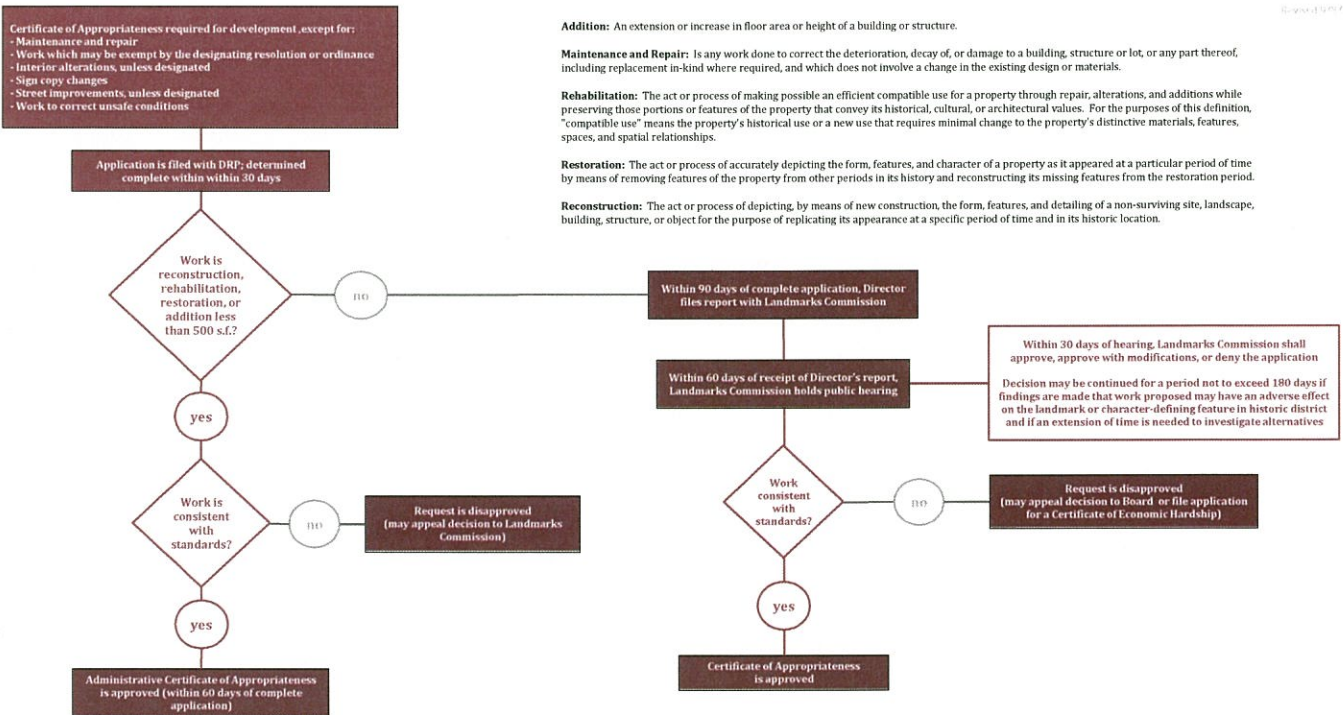 Certificate of Appropriateness required for development ,except for:
- Maintenance and repair
- Work which may be exempt by the designating resolution or ordinance
- Interior alterations, unless designated
- Sign copy changes
- Street improvements, unless designated
- Work to correct unsafe conditions
Addition: An extension or increase in floor area or height of a building or structure.
Maintenance and Repair: Is any work done to correct the deterioration, decay of, or damage to a building, structure or lot, or any part thereof,
including replacement in-kind where required, and which does not involve a change in the existing design or materials.
Rehabilitation: The act or process of making possible an efficient compatible use for a property through repair, alterations, and additions while
preserving those portions or features of the property that convey its historical, cultural, or architectural values. For the purposes of this definition,
"compatible use" means the property's historical use or a new use that requires minimal change to the property's distinctive materials, features,
spaces, and spatial relationships.
Restoration: The act or process of accurately depicting the form, features, and character of a property as it appeared at a particular period of time
by means of removing features of the property from other periods in its history and reconstructing its missing features from the restoration period.
Reconstruction: The act or process of depicting, by means of new construction, the form, features, and detailing of a non-surviving site, landscape,
building, structure, or object for the purpose of replicating its appearance at a specific period of time and in its historic location.
Application is filed with DRP; determined
complete within within 30 days
Work is
reconstruction,
rehabilitation,
restoration, or
addition less
than 500 s.f.?
no
Within 90 days of complete application, Director
files report with Landmarks Commission
Within 60 days of receipt of Director's report,
Landmarks Commission holds public hearing
Within 30 days of hearing, Landmarks Commission shall
approve, approve with modifications, or deny the application
Decision may be continued for a period not to exceed 180 days if
findings are made that work proposed may have an adverse effect
on the landmark or character-defining feature in historic district
and if an extension of time is needed to investigate alternatives
yes
Work is
consistent
with
standards?
no
Request is disapproved
(may appeal decision to Landmarks
Commission)
Work
consistent
with
standards?
no
Request is disapproved
(may appeal decision to Board or file application
for a Certificate of Economic Hardship)
yes
Administrative Certificate of Appropriateness
is approved (within 60 days of complete
application)
yes
Certificate of Appropriateness
is approved